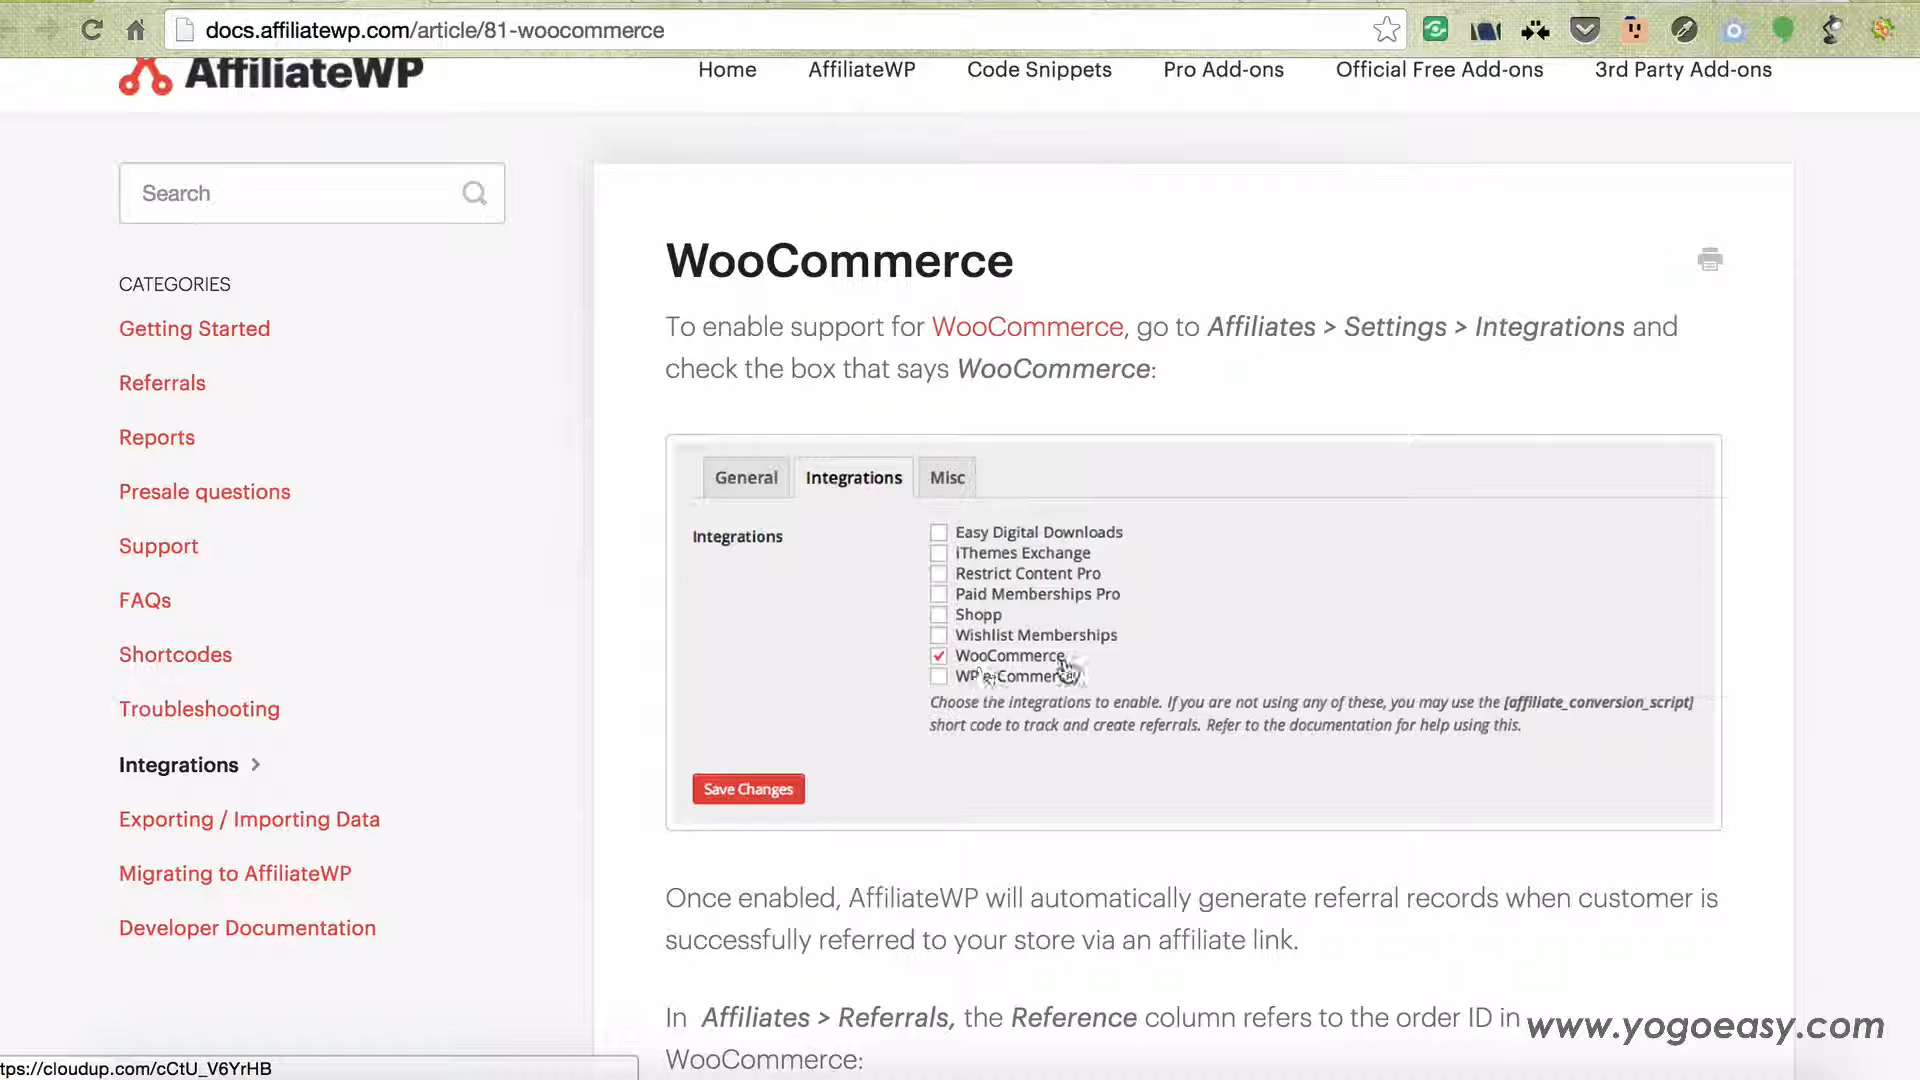 docs.affiliatewp.com/article/81-woocommerce
AffiliateWP
Home AffiliateWP Code Snippets Pro Add-ons Official Free Add-ons 3rd Party Add-ons
Search
CATEGORIES
Getting Started
Referrals
Reports
Presale questions
Support
FAQs
Shortcodes
Troubleshooting
Integrations
Exporting / Importing Data
Migrating to AffiliateWP
Developer Documentation
WooCommerce
To enable support for WooCommerce, go to Affiliates > Settings > Integrations and
check the box that says WooCommerce:
General Integrations Misc
Integrations
Easy Digital Downloads
iThemes Exchange
Restrict Content Pro
Paid Memberships Pro
Shopp
Wishlist Memberships
WooCommerce
WP e-Commerce
Choose the integrations to enable. If you are not using any of these, you may use the [affiliate_conversion_script]
short code to track and create referrals. Refer to the documentation for help using this.
Save Changes
Once enabled, AffiliateWP will automatically generate referral records when customer is
successfully referred to your store via an affiliate link.
In Affiliates > Referrals, the Reference column refers to the order ID in
WooCommerce:
www.yogoeasy.com
tps://cloudup.com/cCtU_V6YrHB